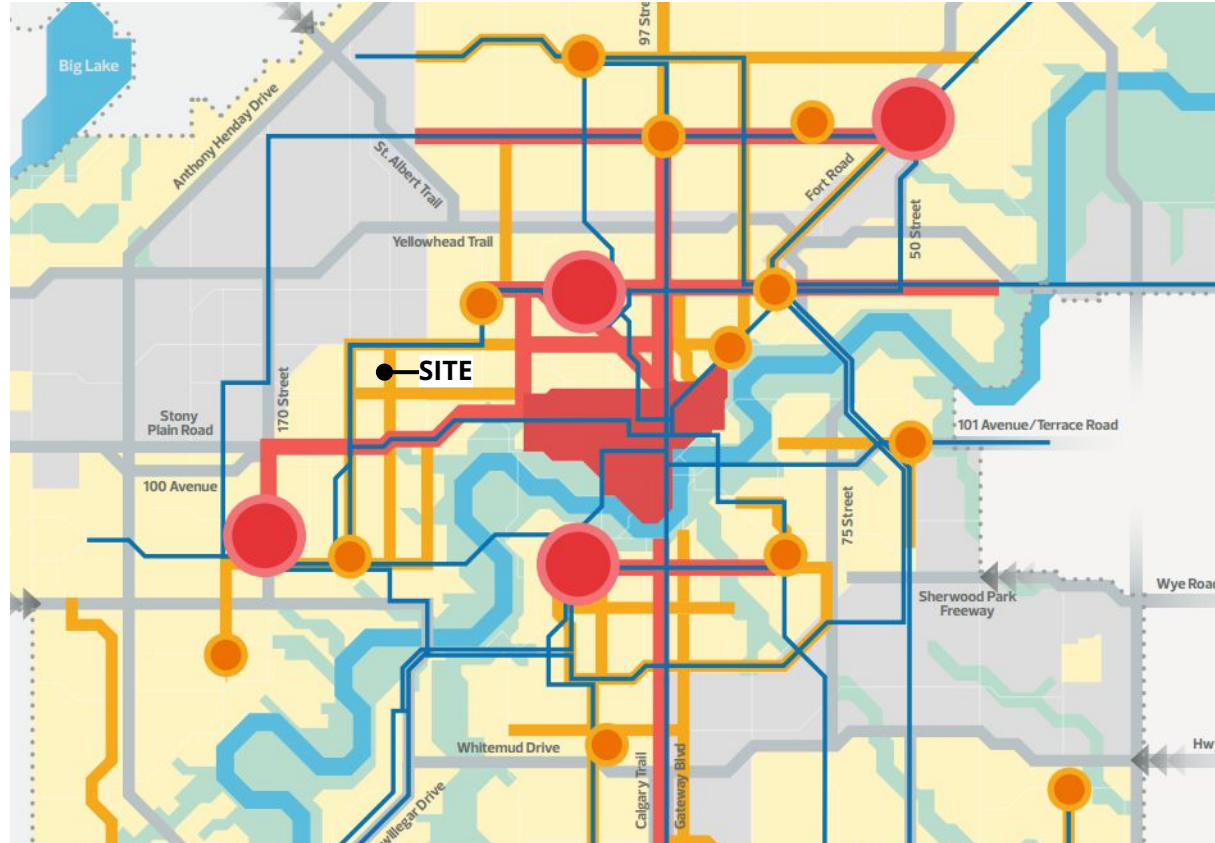 97 Street
Big Lake
Anthony Henday Drive
St. Albert Trail
Fort Road
50 Street
Yellowhead Trail
SITE
170 Street
Stony
Plain Road
101 Avenue/Terrace Road
100 Avenue
75 Street
Wye Road
Sherwood Park
Freeway
Whitemud Drive
Calgary Trail
Gateway Blvd
Hw
willegar Drive